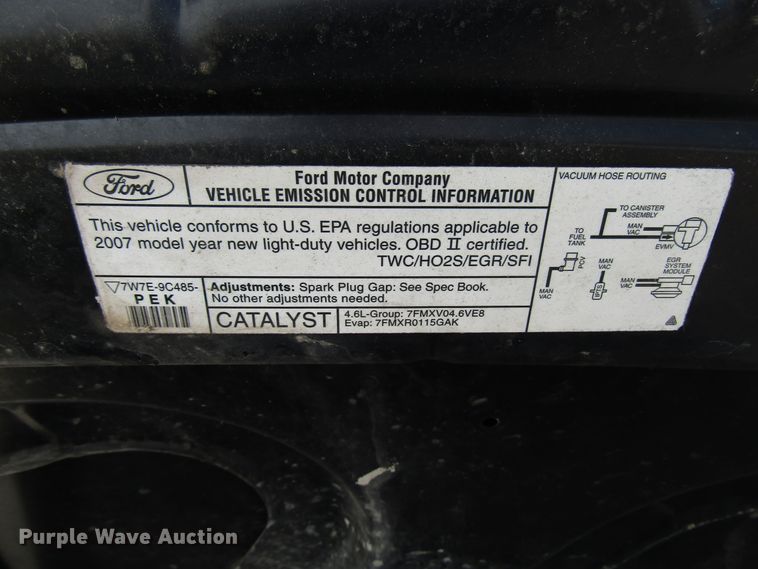 Ford
Ford Motor Company
VEHICLE EMISSION CONTROL INFORMATION
This vehicle conforms to U.S. EPA regulations applicable to
2007 model year new light-duty vehicles. OBD II certified.
TWC/HO2S/EGR/SFI
7W7E-9C485-
PEK
Adjustments: Spark Plug Gap: See Spec Book.
No other adjustments needed.
CATALYST
4.6L-Group: 7FMXV04.6VE8
Evap: 7FMXR0115GAK
VACUUM HOSE ROUTING
TO CANISTER
ASSEMBLY
TO
FUEL
TANK
MAN
VAC
EVMV
PCV
MAN
VAC
MAN
VAC
MAN
VAC
EGR
SYSTEM
MODULE
Purple Wave Auction